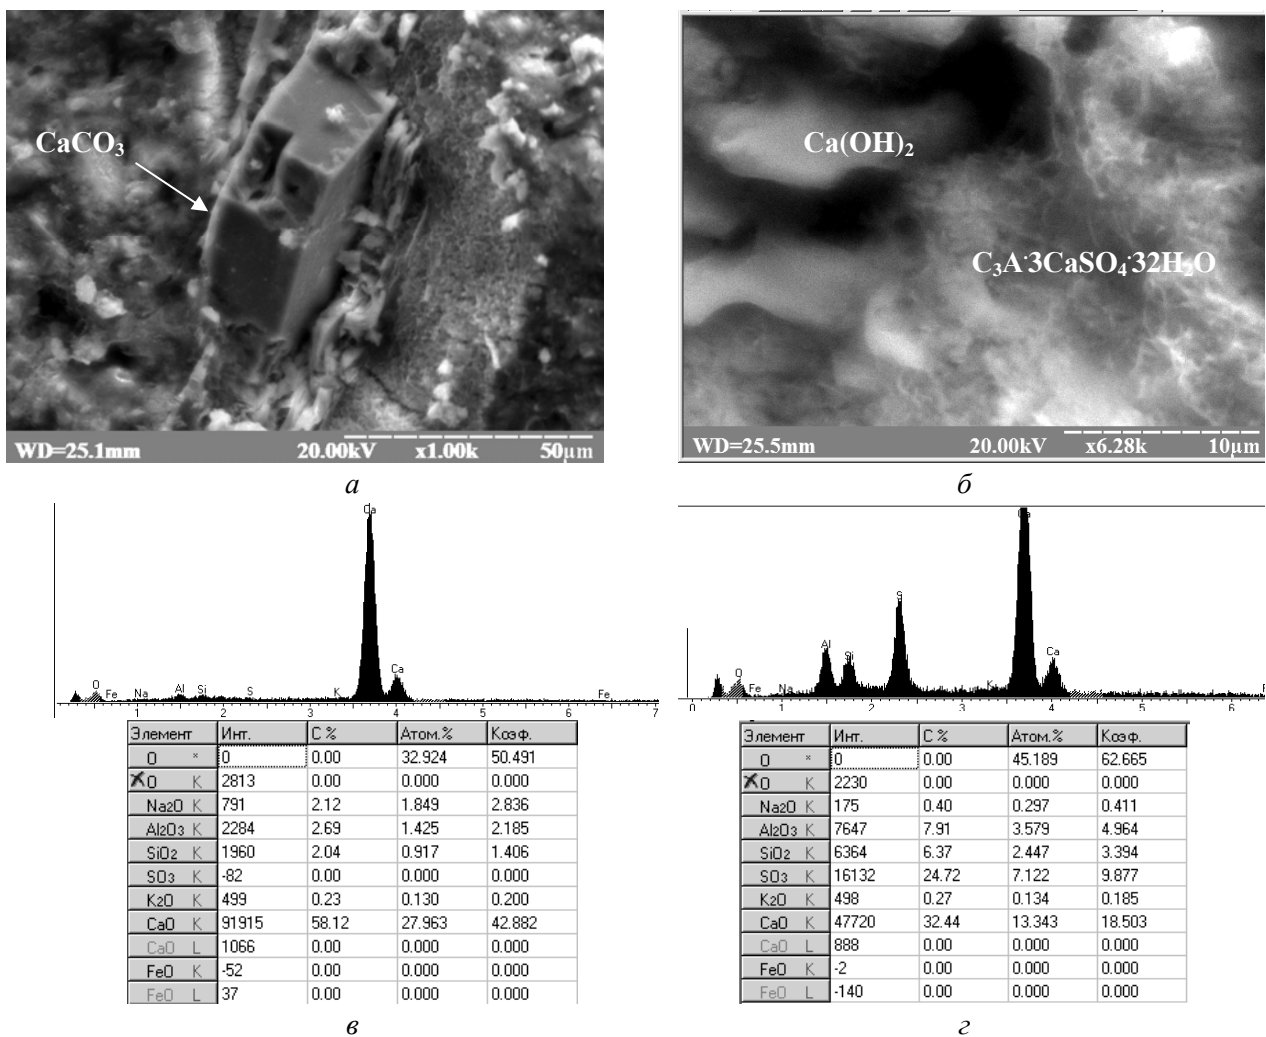 CaCO₃
WD=25.1mm 20.00kV x1.00k 50µm
а
Ca(OH)₂
C₃A·3CaSO₄·32H₂O
WD=25.5mm 20.00kV x6.28k 10µm
б
Ca
Ca
O Fe Na Al Si S K Fe
1 2 3 4 5 6 7
Элемент Инт. C % Атом.% Коэф.
O * 0 0.00 32.924 50.491
O K 2813 0.00 0.000 0.000
Na2O K 791 2.12 1.849 2.836
Al2O3 K 2284 2.69 1.425 2.185
SiO2 K 1960 2.04 0.917 1.406
SO3 K -82 0.00 0.000 0.000
K2O K 499 0.23 0.130 0.200
CaO K 91915 58.12 27.963 42.882
CaO L 1066 0.00 0.000 0.000
FeO K -52 0.00 0.000 0.000
FeO L 37 0.00 0.000 0.000
в
Ca
S
Al Si Ca
O Fe Na K
0 1 2 3 4 5 6
Элемент Инт. C % Атом.% Коэф.
O * 0 0.00 45.189 62.665
O K 2230 0.00 0.000 0.000
Na2O K 175 0.40 0.297 0.411
Al2O3 K 7647 7.91 3.579 4.964
SiO2 K 6364 6.37 2.447 3.394
SO3 K 16132 24.72 7.122 9.877
K2O K 498 0.27 0.134 0.185
CaO K 47720 32.44 13.343 18.503
CaO L 888 0.00 0.000 0.000
FeO K -2 0.00 0.000 0.000
FeO L -140 0.00 0.000 0.000
г